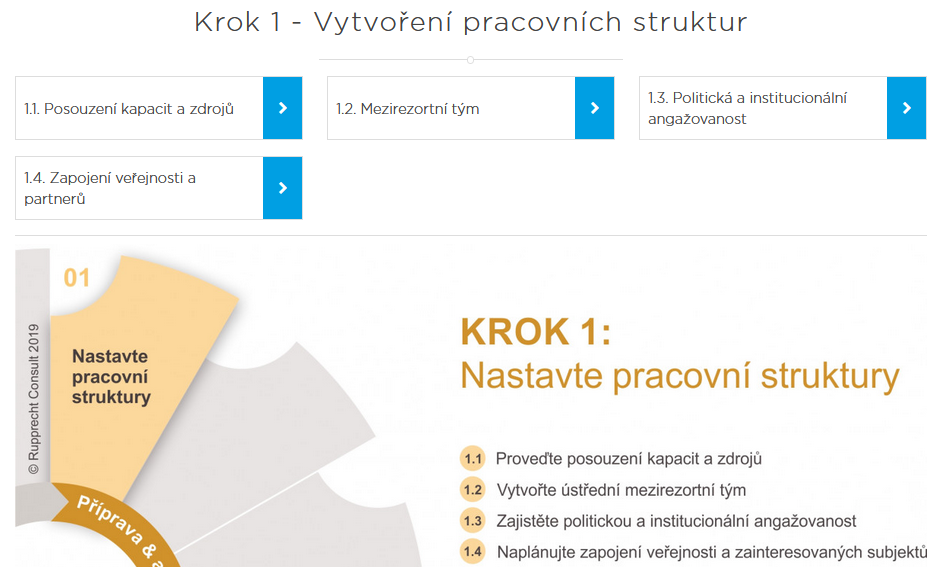 Krok 1 - Vytvoření pracovních struktur
1.1. Posouzení kapacit a zdrojů
1.2. Mezirezortní tým
1.3. Politická a institucionální
angažovanost
1.4. Zapojení veřejnosti a
partnerů
01
Nastavte
pracovní
struktury
© Rupprecht Consult 2019
Příprava &
KROK 1:
Nastavte pracovní struktury
1.1 Proveďte posouzení kapacit a zdrojů
1.2 Vytvořte ústřední mezirezortní tým
1.3 Zajistěte politickou a institucionální angažovanost
1.4 Naplánujte zapojení veřejnosti a zainteresovaných subjektů